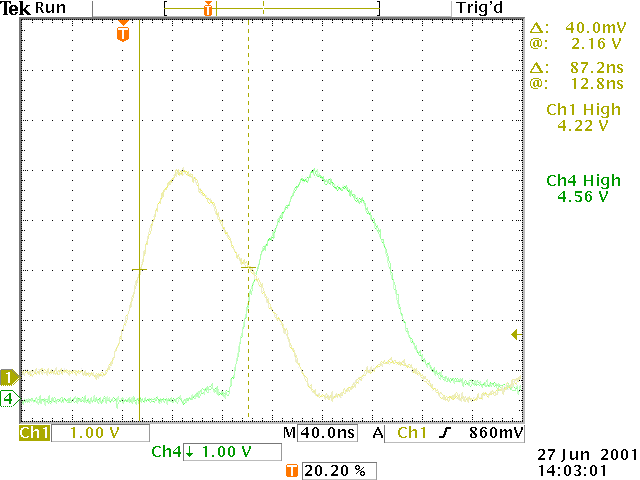 Tek Run Trig'd
T
T
Δ: 40.0mV
@: 2.16 V
Δ: 87.2ns
@: 12.8ns
Ch1 High
4.22 V
Ch4 High
4.56 V
1
4
Ch1 1.00 V M 40.0ns A Ch1 860mV
Ch4 ↓ 1.00 V
T 20.20 %
27 Jun 2001
14:03:01